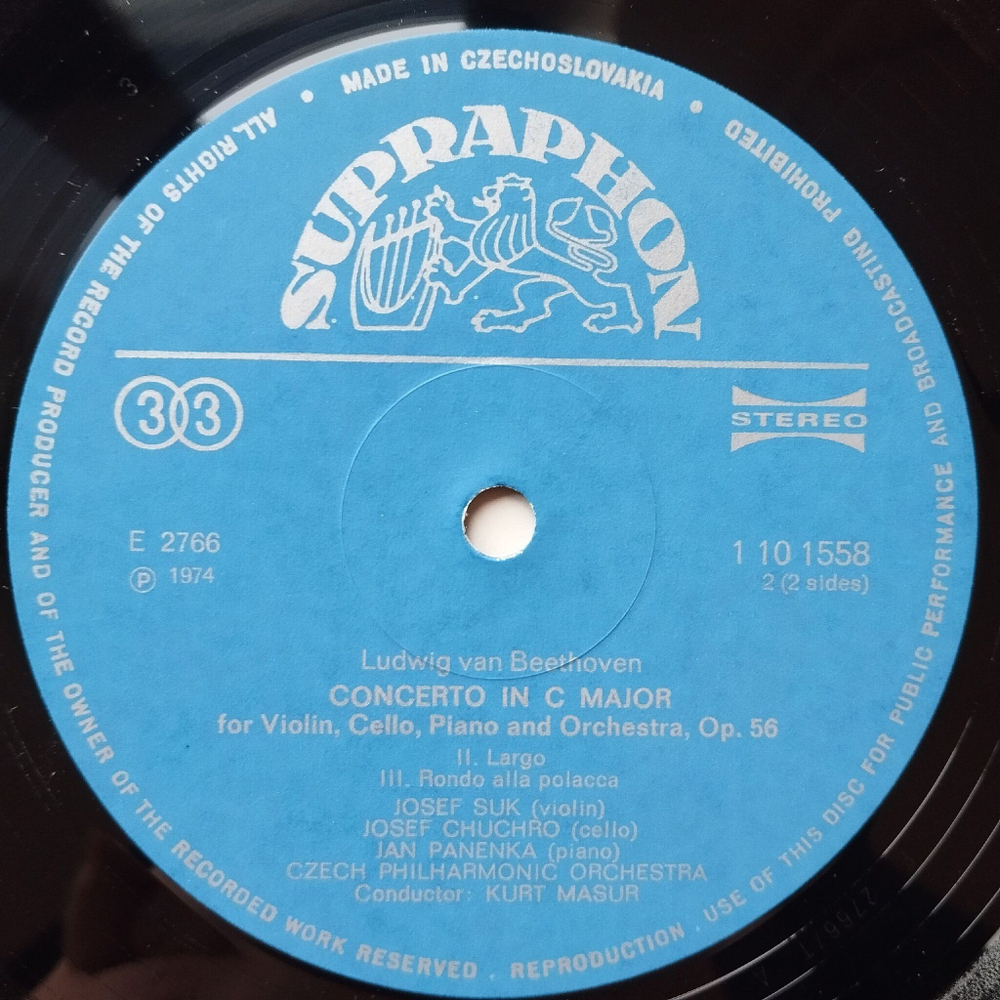 MADE IN CZECHOSLOVAKIA
SUPRAPHON
33
STEREO
E 2766
Ⓟ 1974
1 10 1558
2 (2 sides)
Ludwig van Beethoven
CONCERTO IN C MAJOR
for Violin, Cello, Piano and Orchestra, Op. 56
II. Largo
III. Rondo alla polacca
JOSEF SUK (violin)
JOSEF CHUCHRO (cello)
JAN PANENKA (piano)
CZECH PHILHARMONIC ORCHESTRA
Conductor: KURT MASUR
ALL RIGHTS OF THE RECORD PRODUCER AND OF THE OWNER OF THE RECORDED WORK RESERVED . REPRODUCTION . USE OF THIS DISC FOR PUBLIC PERFORMANCE AND BROADCASTING PROHIBITED